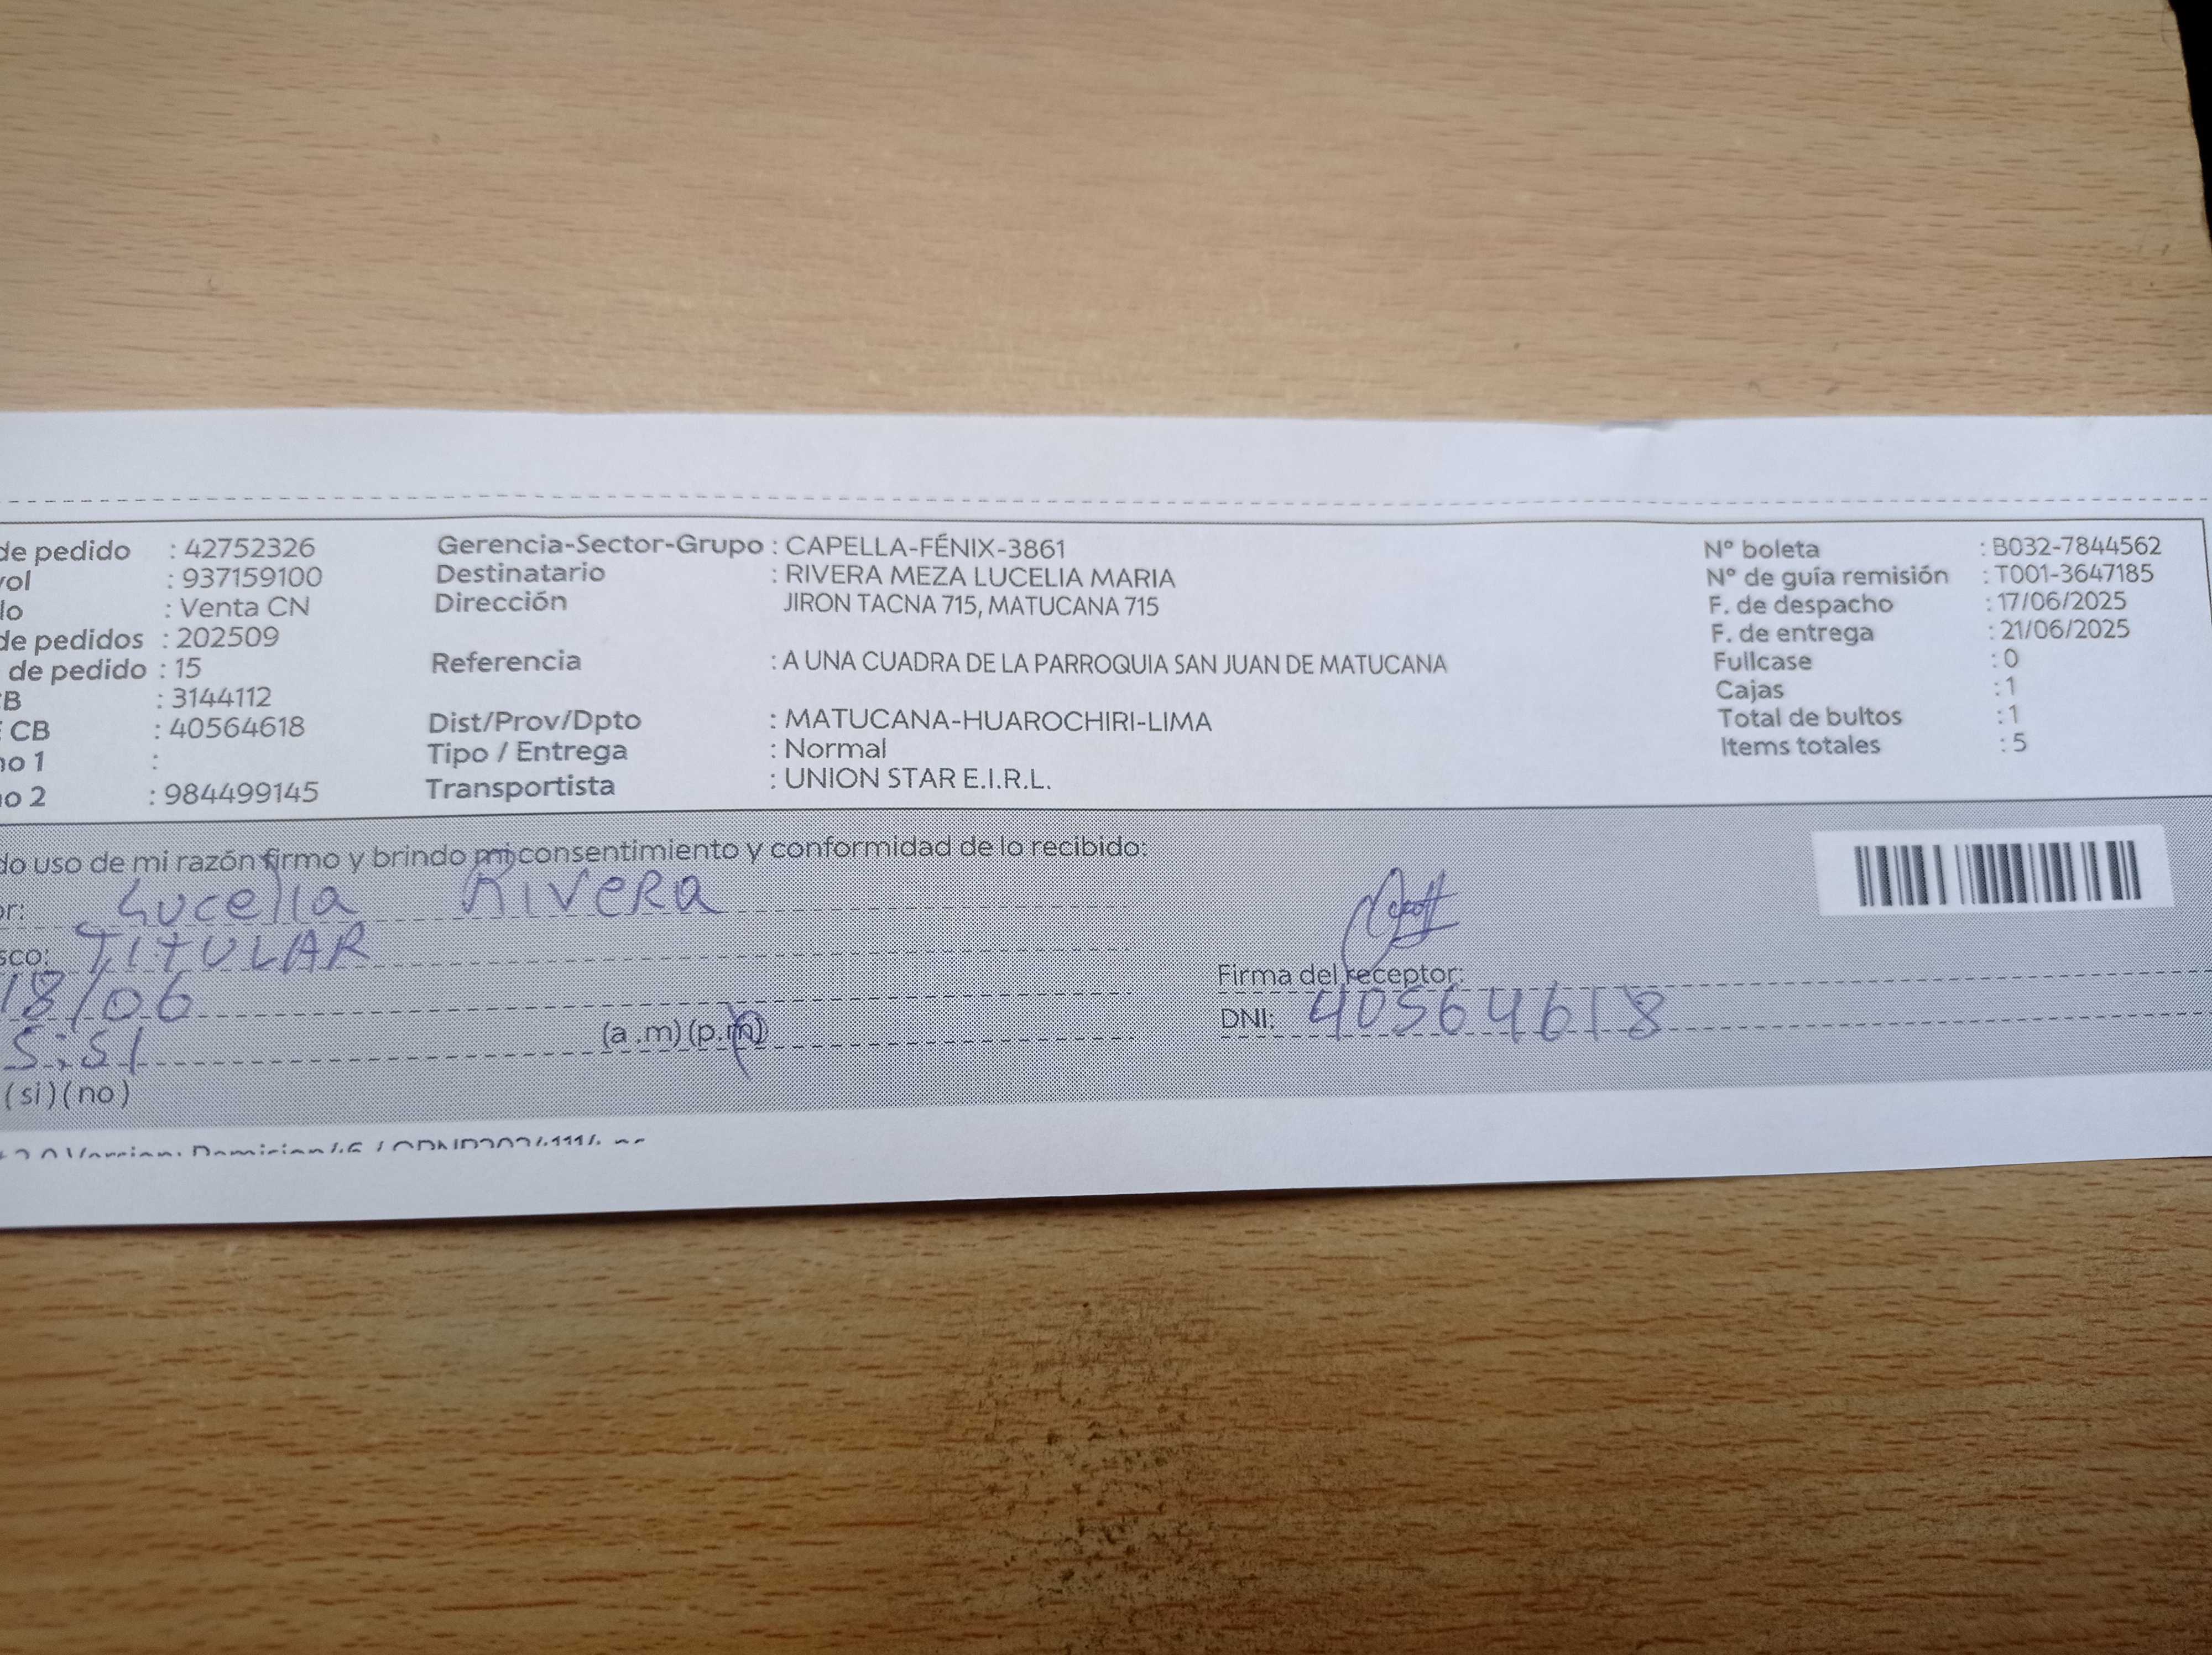 de pedido : 42752326
rol : 937159100
lo : Venta CN
de pedidos : 202509
de pedido : 15
CB : 3144112
CB : 40564618
no 1 :
no 2 : 984499145
Gerencia-Sector-Grupo : CAPELLA-FÉNIX-3861
Destinatario : RIVERA MEZA LUCELIA MARIA
Dirección JIRON TACNA 715, MATUCANA 715
Referencia : A UNA CUADRA DE LA PARROQUIA SAN JUAN DE MATUCANA
Dist/Prov/Dpto : MATUCANA-HUAROCHIRI-LIMA
Tipo / Entrega : Normal
Transportista : UNION STAR E.I.R.L.
Nº boleta : B032-7844562
Nº de guía remisión : T001-3647185
F. de despacho : 17/06/2025
F. de entrega : 21/06/2025
Fullcase : 0
Cajas : 1
Total de bultos : 1
Items totales : 5
do uso de mi razón firmo y brindo mi consentimiento y conformidad de lo recibido:
or: Lucelia Rivera
sco: TITULAR
18/06
5:51 (a.m)(p.m)
(si)(no)
Firma del receptor:
DNI: 40564618